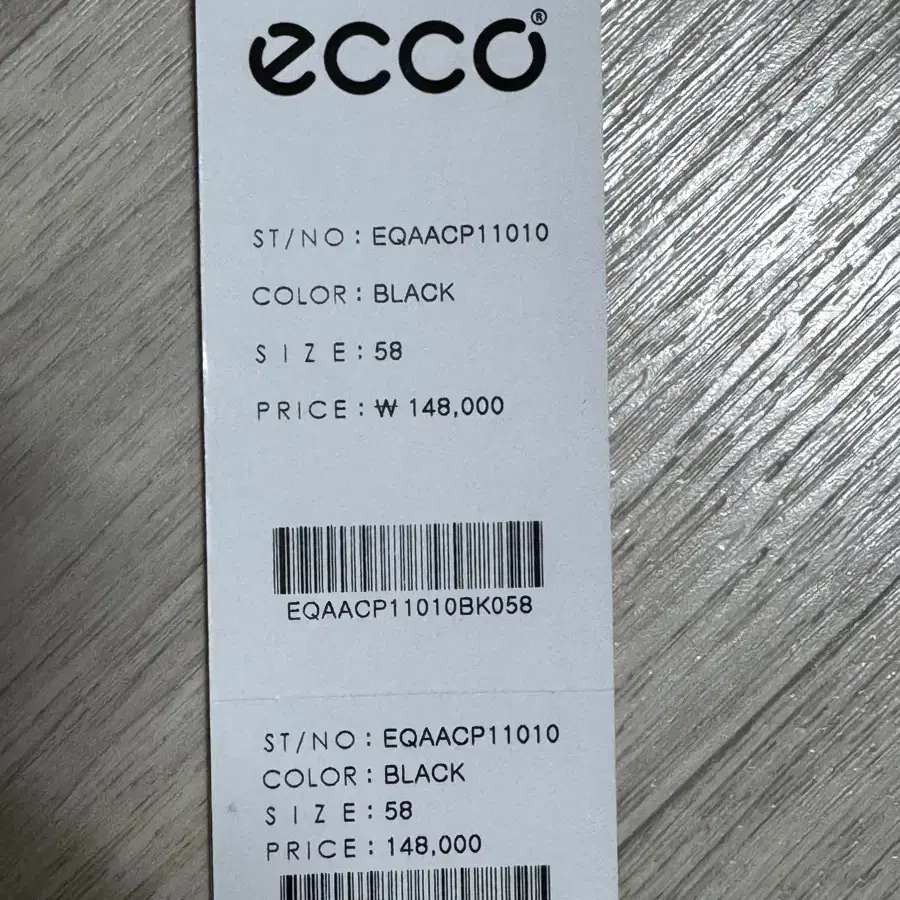 ecco®
ST/NO : EQAACP11010
COLOR : BLACK
SIZE : 58
PRICE : ₩ 148,000
EQAACP11010BK058
ST/NO : EQAACP11010
COLOR : BLACK
SIZE : 58
PRICE : 148,000